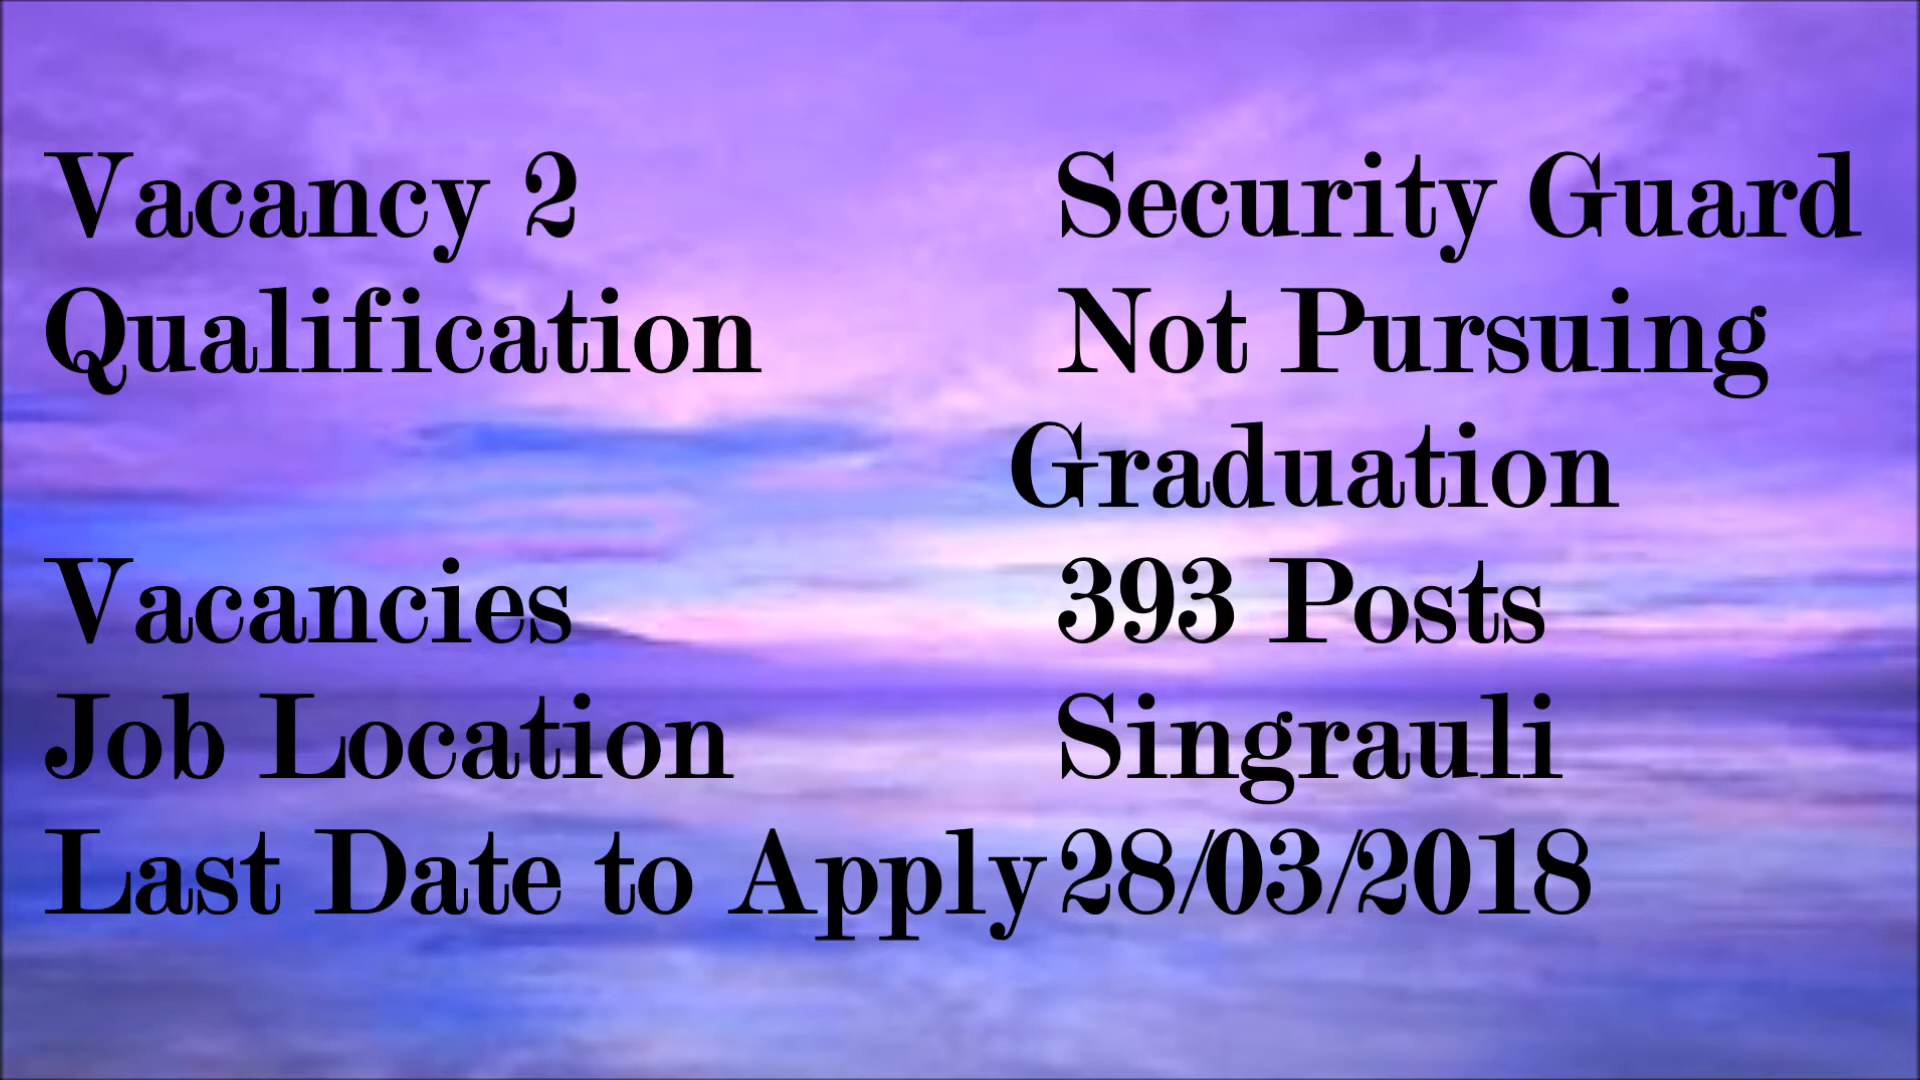 Vacancy 2 Security Guard
Qualification Not Pursuing
Graduation
Vacancies 393 Posts
Job Location Singrauli
Last Date to Apply 28/03/2018